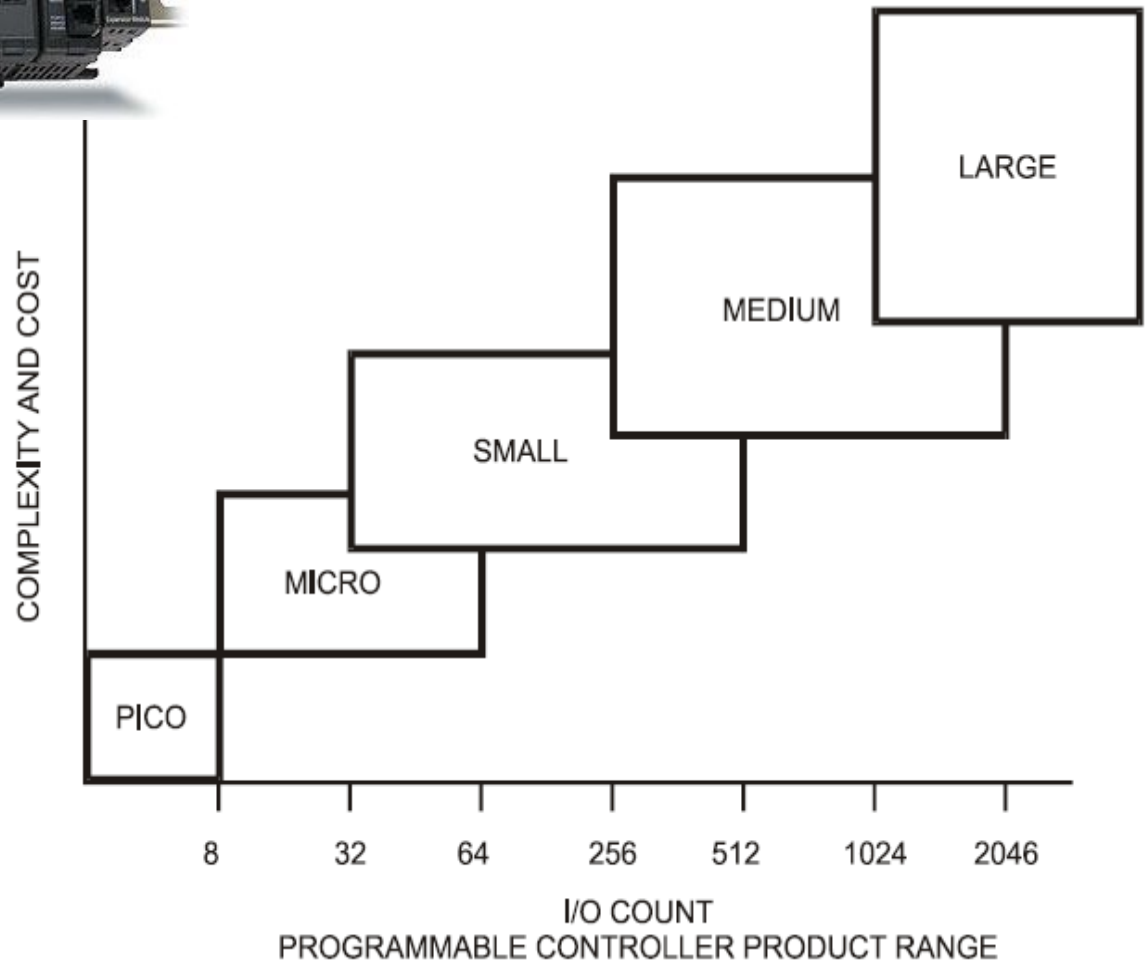 LARGE
MEDIUM
SMALL
MICRO
PICO
COMPLEXITY AND COST
8 32 64 256 512 1024 2046
I/O COUNT
PROGRAMMABLE CONTROLLER PRODUCT RANGE